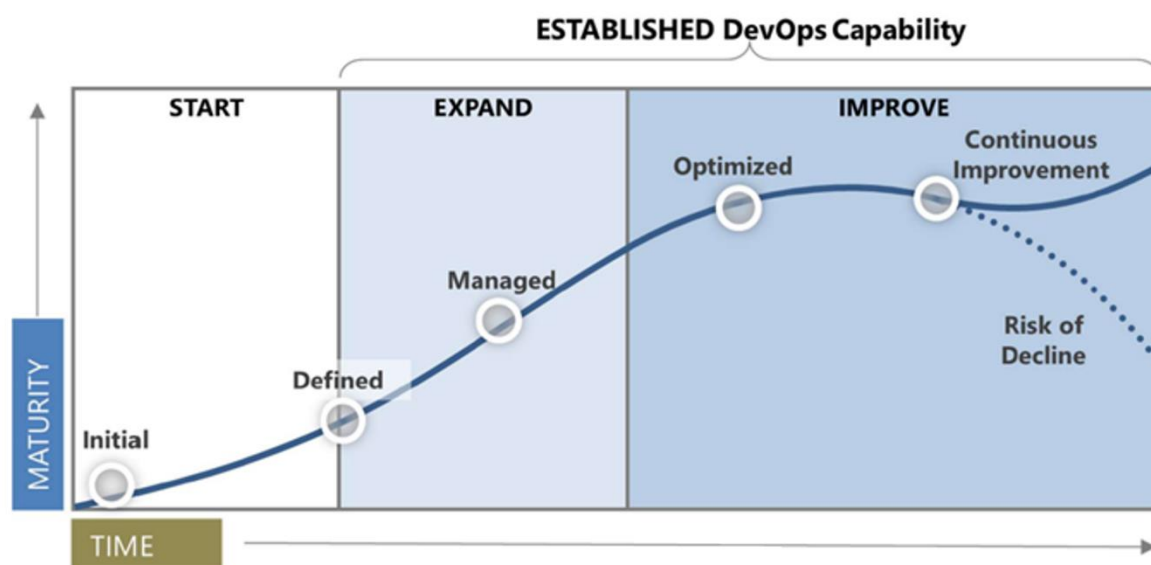 ESTABLISHED DevOps Capability
START
EXPAND
IMPROVE
Continuous
Improvement
Optimized
Managed
Risk of
Decline
Defined
Initial
MATURITY
TIME